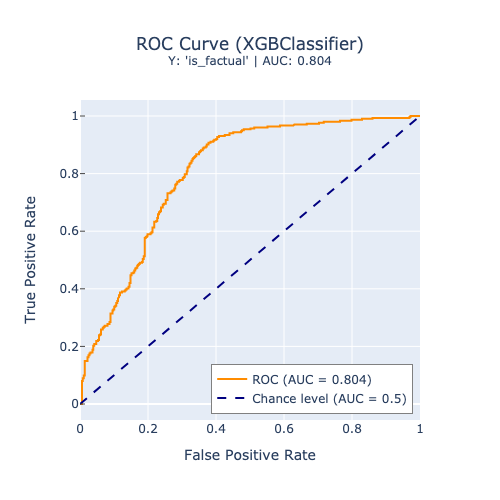 ROC Curve (XGBClassifier)
Y: 'is_factual' | AUC: 0.804
True Positive Rate
1
0.8
0.6
0.4
0.2
0
ROC (AUC = 0.804)
Chance level (AUC = 0.5)
0 0.2 0.4 0.6 0.8 1
False Positive Rate